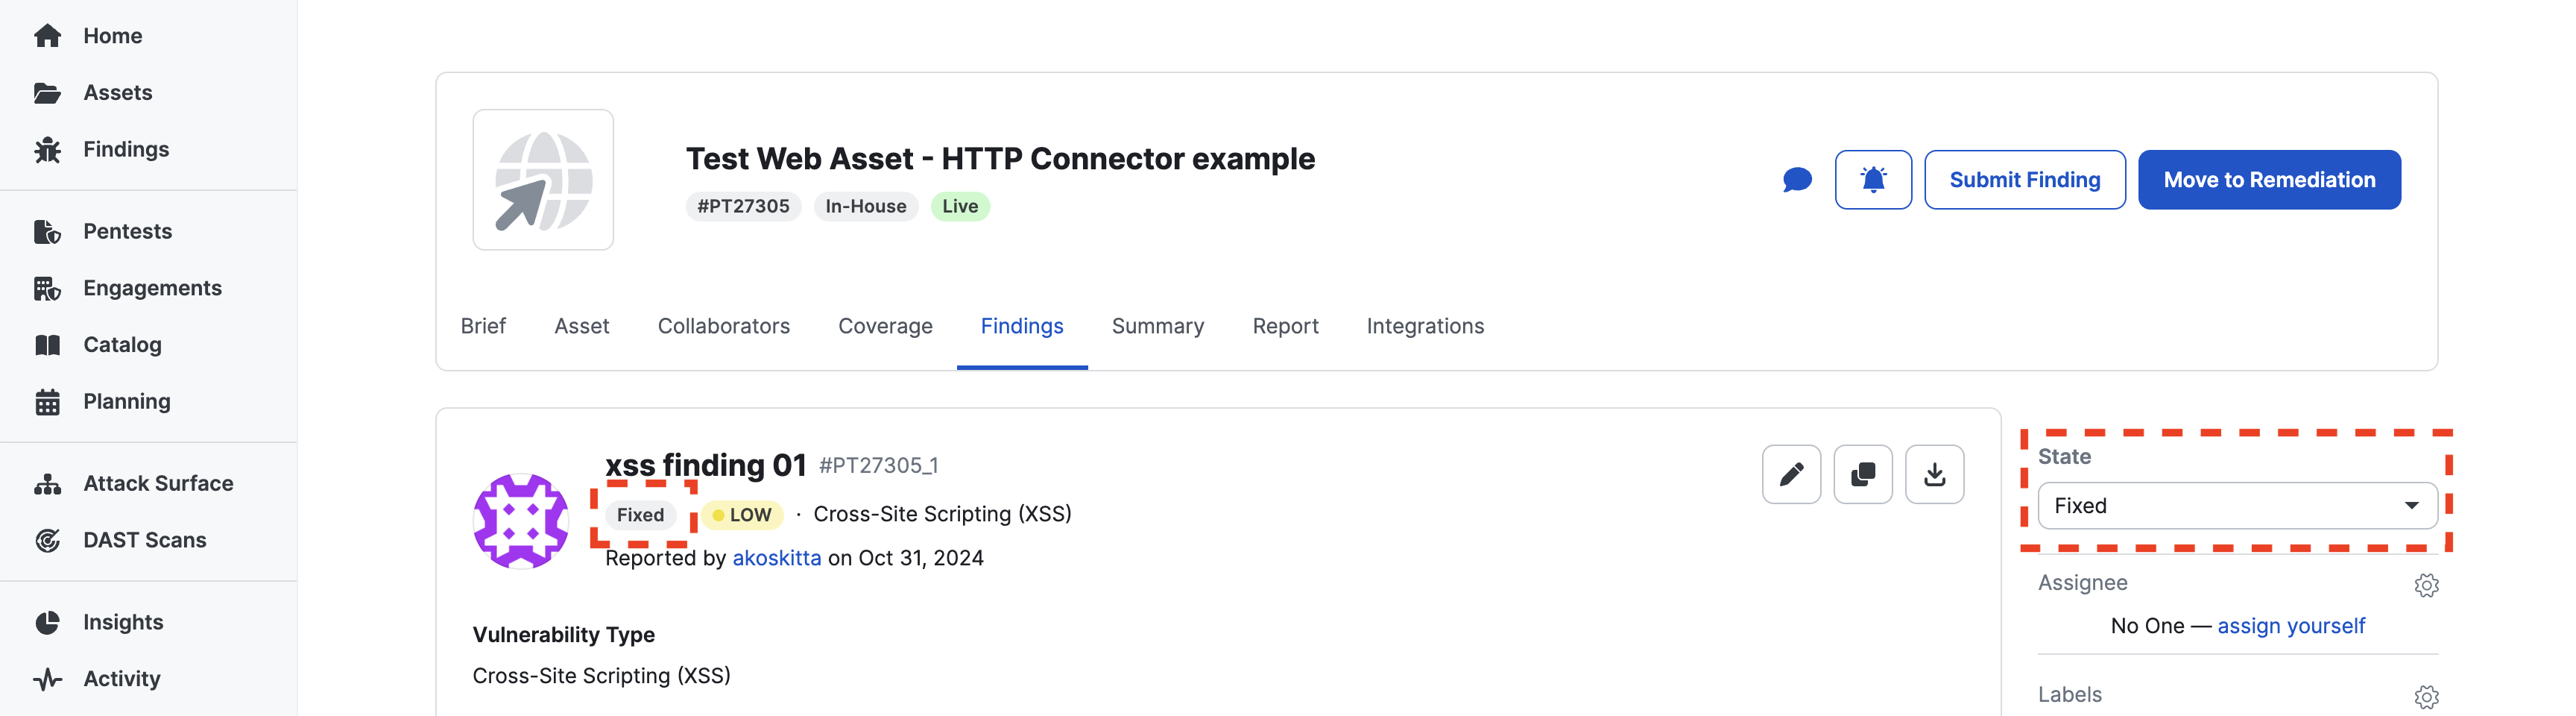 Home
Assets
Findings
Pentests
Engagements
Catalog
Planning
Attack Surface
DAST Scans
Insights
Activity
Test Web Asset - HTTP Connector example
#PT27305 In-House Live
Submit Finding
Move to Remediation
Brief Asset Collaborators Coverage Findings Summary Report Integrations
xss finding 01 #PT27305_1
Fixed LOW · Cross-Site Scripting (XSS)
Reported by akoskitta on Oct 31, 2024
Vulnerability Type
Cross-Site Scripting (XSS)
State
Fixed
Assignee
No One — assign yourself
Labels